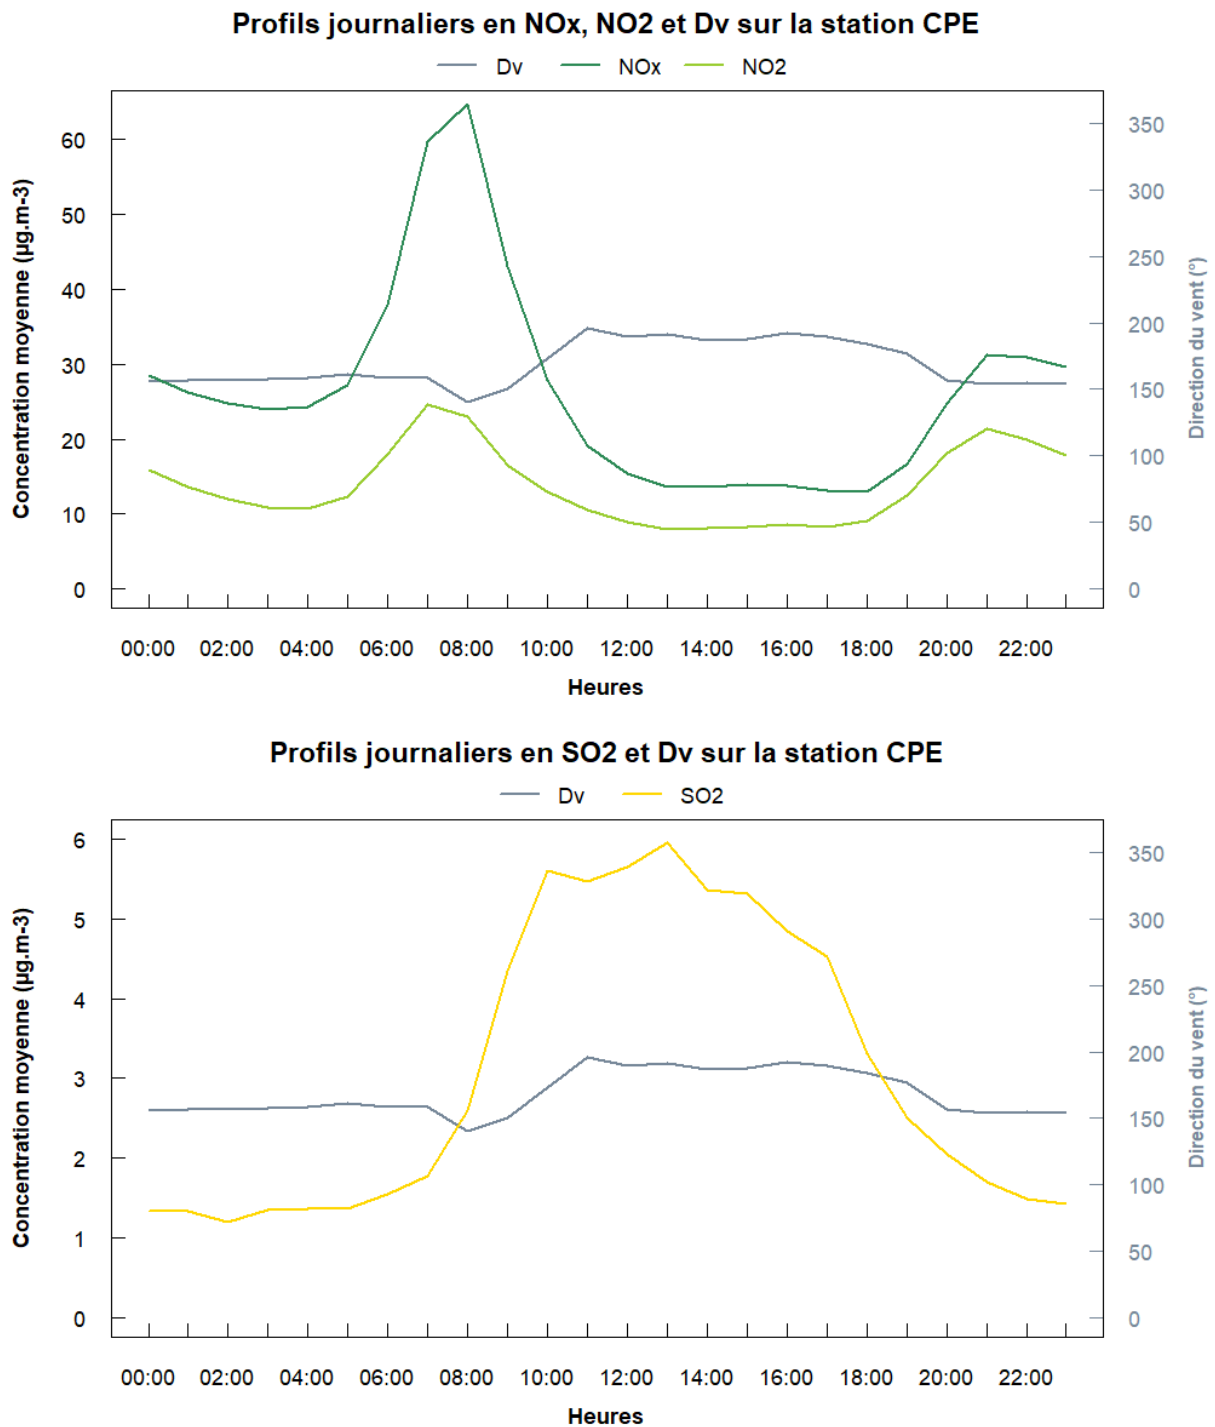 Profils journaliers en NOx, NO2 et Dv sur la station CPE
Dv NOx NO2
Concentration moyenne (µg.m-3)
60
50
40
30
20
10
0
350
300
250
200
150
100
50
0
Direction du vent (°)
00:00 02:00 04:00 06:00 08:00 10:00 12:00 14:00 16:00 18:00 20:00 22:00
Heures
Profils journaliers en SO2 et Dv sur la station CPE
Dv SO2
Concentration moyenne (µg.m-3)
6
5
4
3
2
1
0
350
300
250
200
150
100
50
0
Direction du vent (°)
00:00 02:00 04:00 06:00 08:00 10:00 12:00 14:00 16:00 18:00 20:00 22:00
Heures